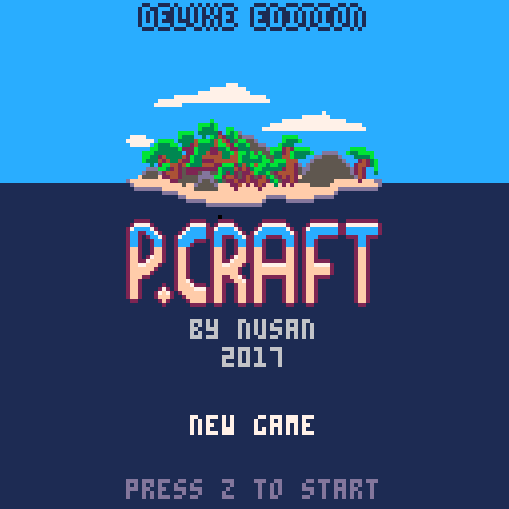 DELUXE EDITION
P.CRAFT
BY NUSAN
2017
NEW GAME
PRESS Z TO START